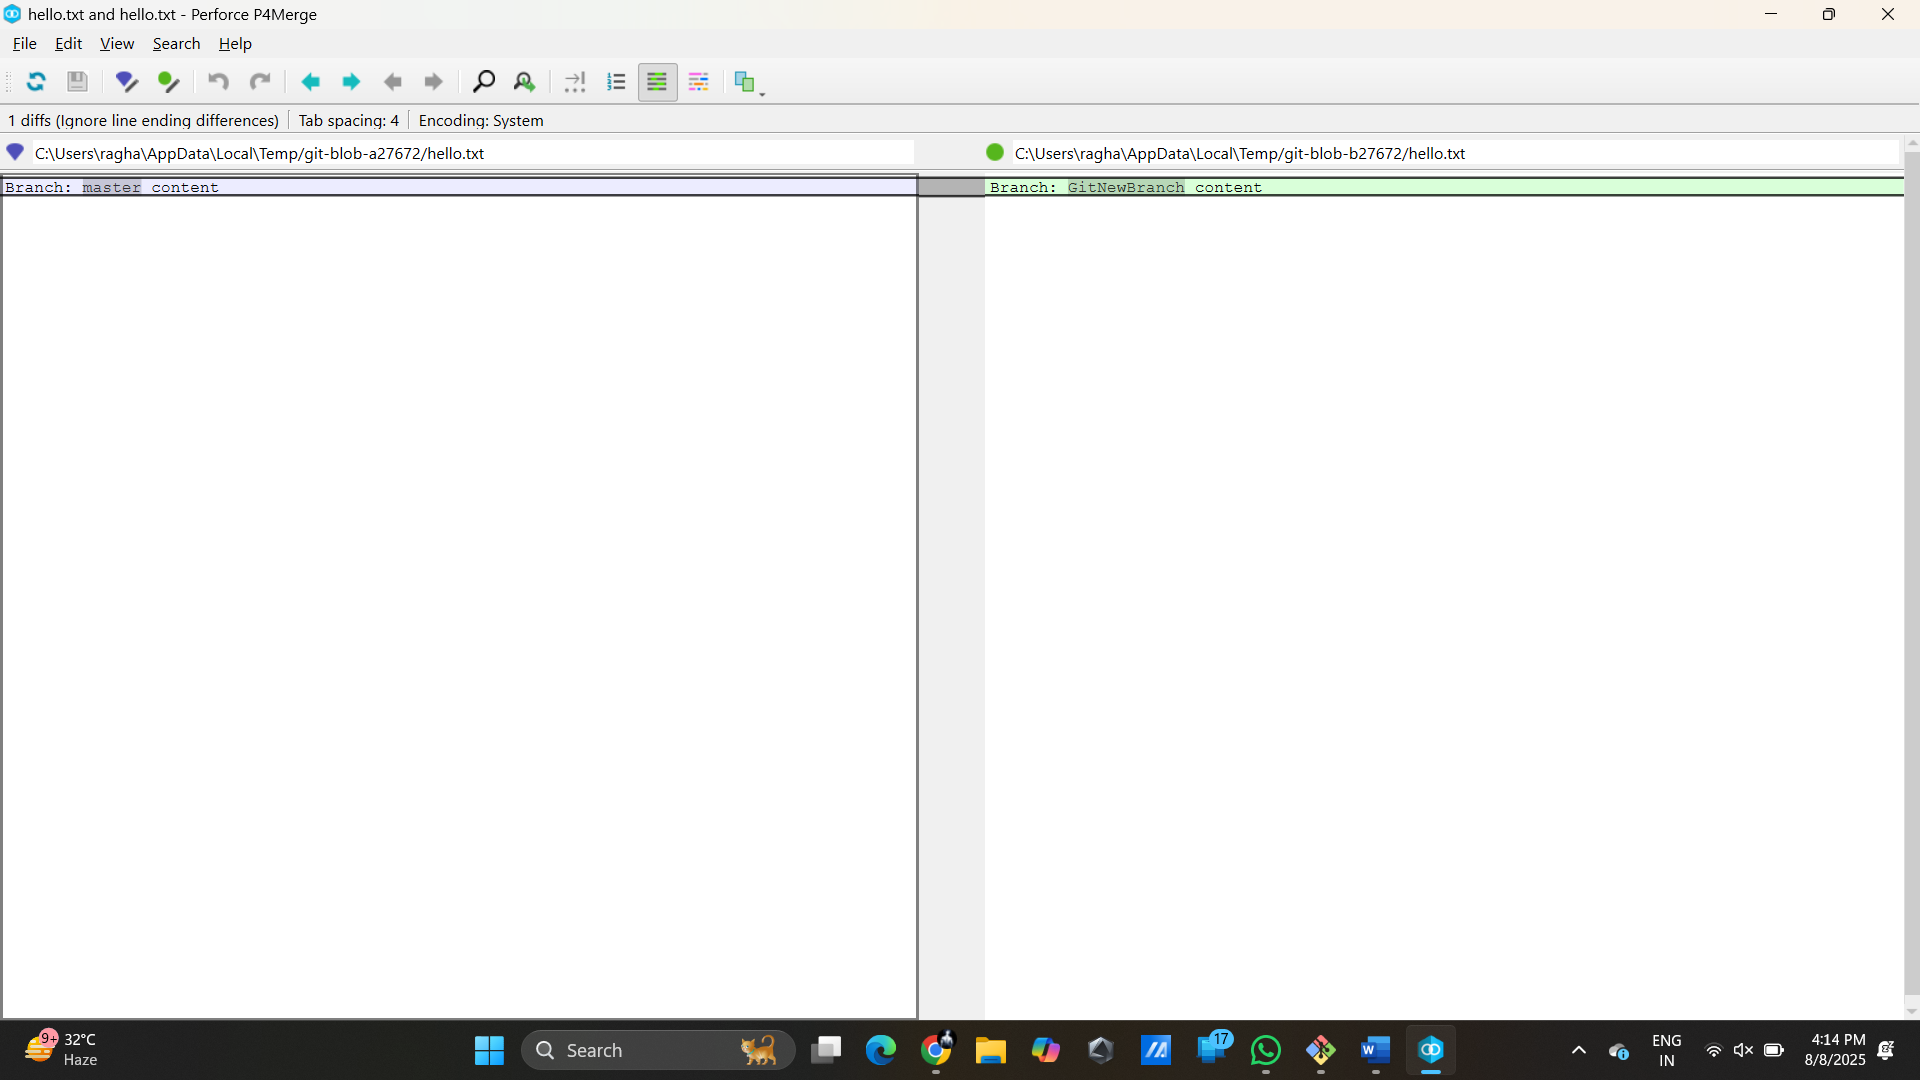 hello.txt and hello.txt - Perforce P4Merge
File Edit View Search Help
1 diffs (Ignore line ending differences) Tab spacing: 4 Encoding: System
C:\Users\ragha\AppData\Local\Temp/git-blob-a27672/hello.txt
C:\Users\ragha\AppData\Local\Temp/git-blob-b27672/hello.txt
Branch: master content
Branch: GitNewBranch content
9+
32°C
Haze
Search
17
W
ENG
IN
4:14 PM
8/8/2025